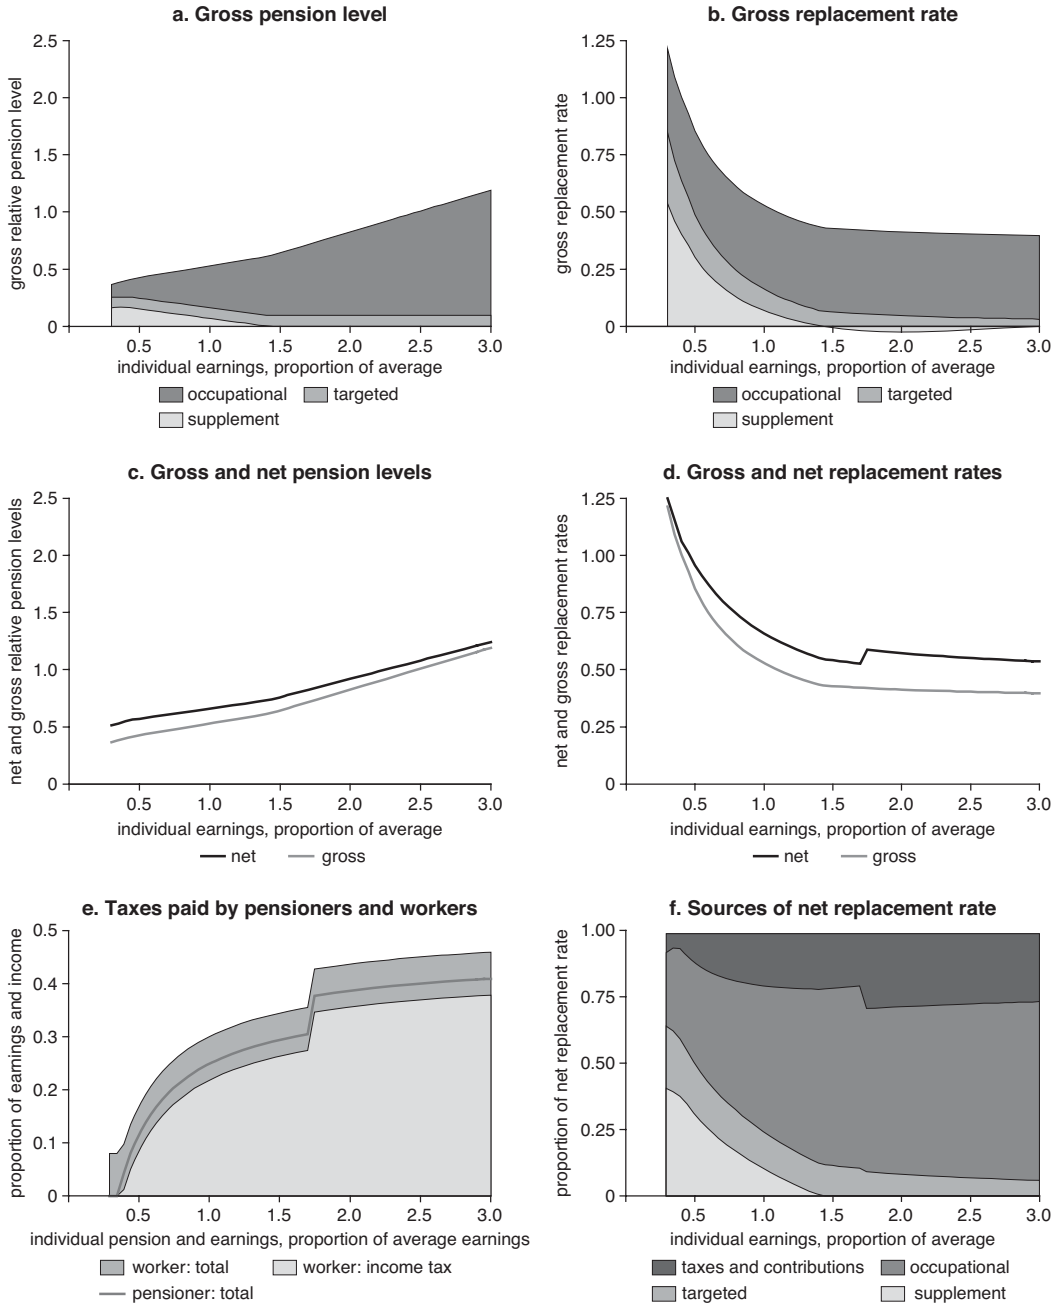 a. Gross pension level
gross relative pension level
2.5
2.0
1.5
1.0
0.5
0
0.5 1.0 1.5 2.0 2.5 3.0
individual earnings, proportion of average
occupational targeted
supplement
b. Gross replacement rate
gross replacement rate
1.25
1.00
0.75
0.50
0.25
0
0.5 1.0 1.5 2.0 2.5 3.0
individual earnings, proportion of average
occupational targeted
supplement
c. Gross and net pension levels
net and gross relative pension levels
2.5
2.0
1.5
1.0
0.5
0
0.5 1.0 1.5 2.0 2.5 3.0
individual earnings, proportion of average
net gross
d. Gross and net replacement rates
net and gross replacement rates
1.25
1.00
0.75
0.50
0.25
0
0.5 1.0 1.5 2.0 2.5 3.0
individual earnings, proportion of average
net gross
e. Taxes paid by pensioners and workers
proportion of earnings and income
0.5
0.4
0.3
0.2
0.1
0
0.5 1.0 1.5 2.0 2.5 3.0
individual pension and earnings, proportion of average earnings
worker: total worker: income tax
pensioner: total
f. Sources of net replacement rate
proportion of net replacement rate
1.00
0.75
0.50
0.25
0
0.5 1.0 1.5 2.0 2.5 3.0
individual earnings, proportion of average
taxes and contributions occupational
targeted supplement